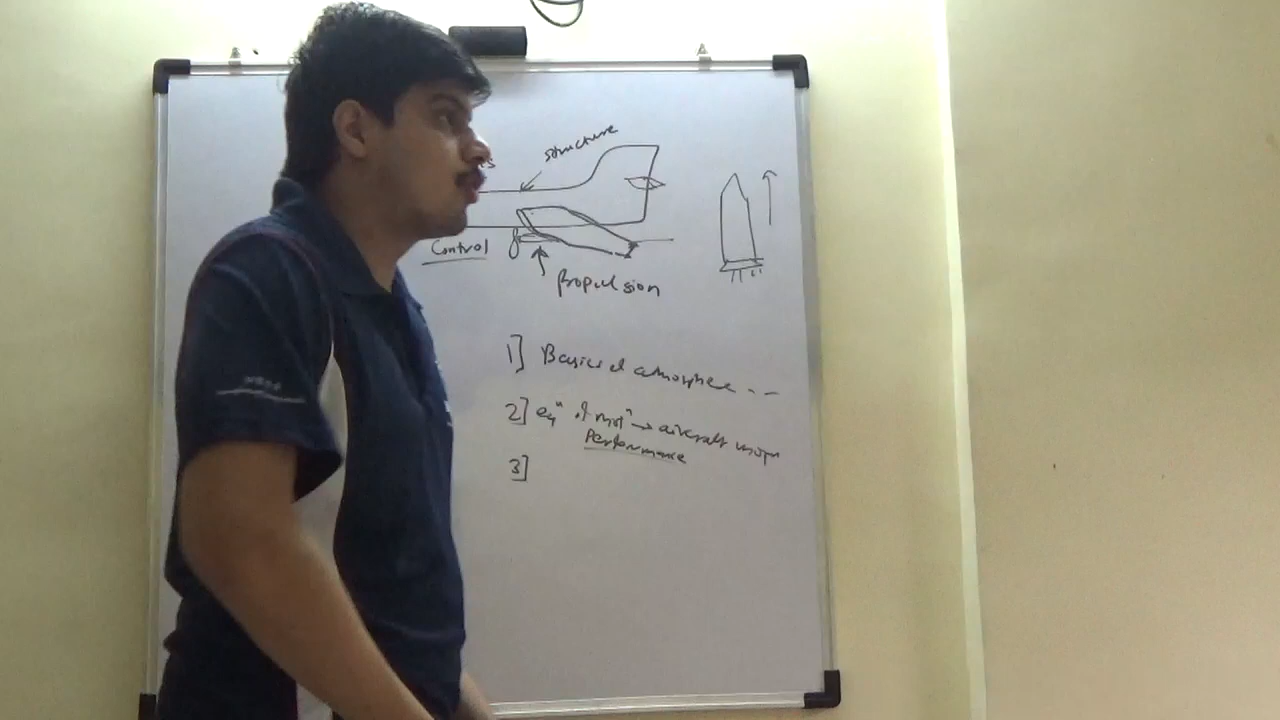 structure
Control
Propulsion
1] Basics of atmosphere - -
2] eqⁿ of motⁿ → aircraft
Performance
3]